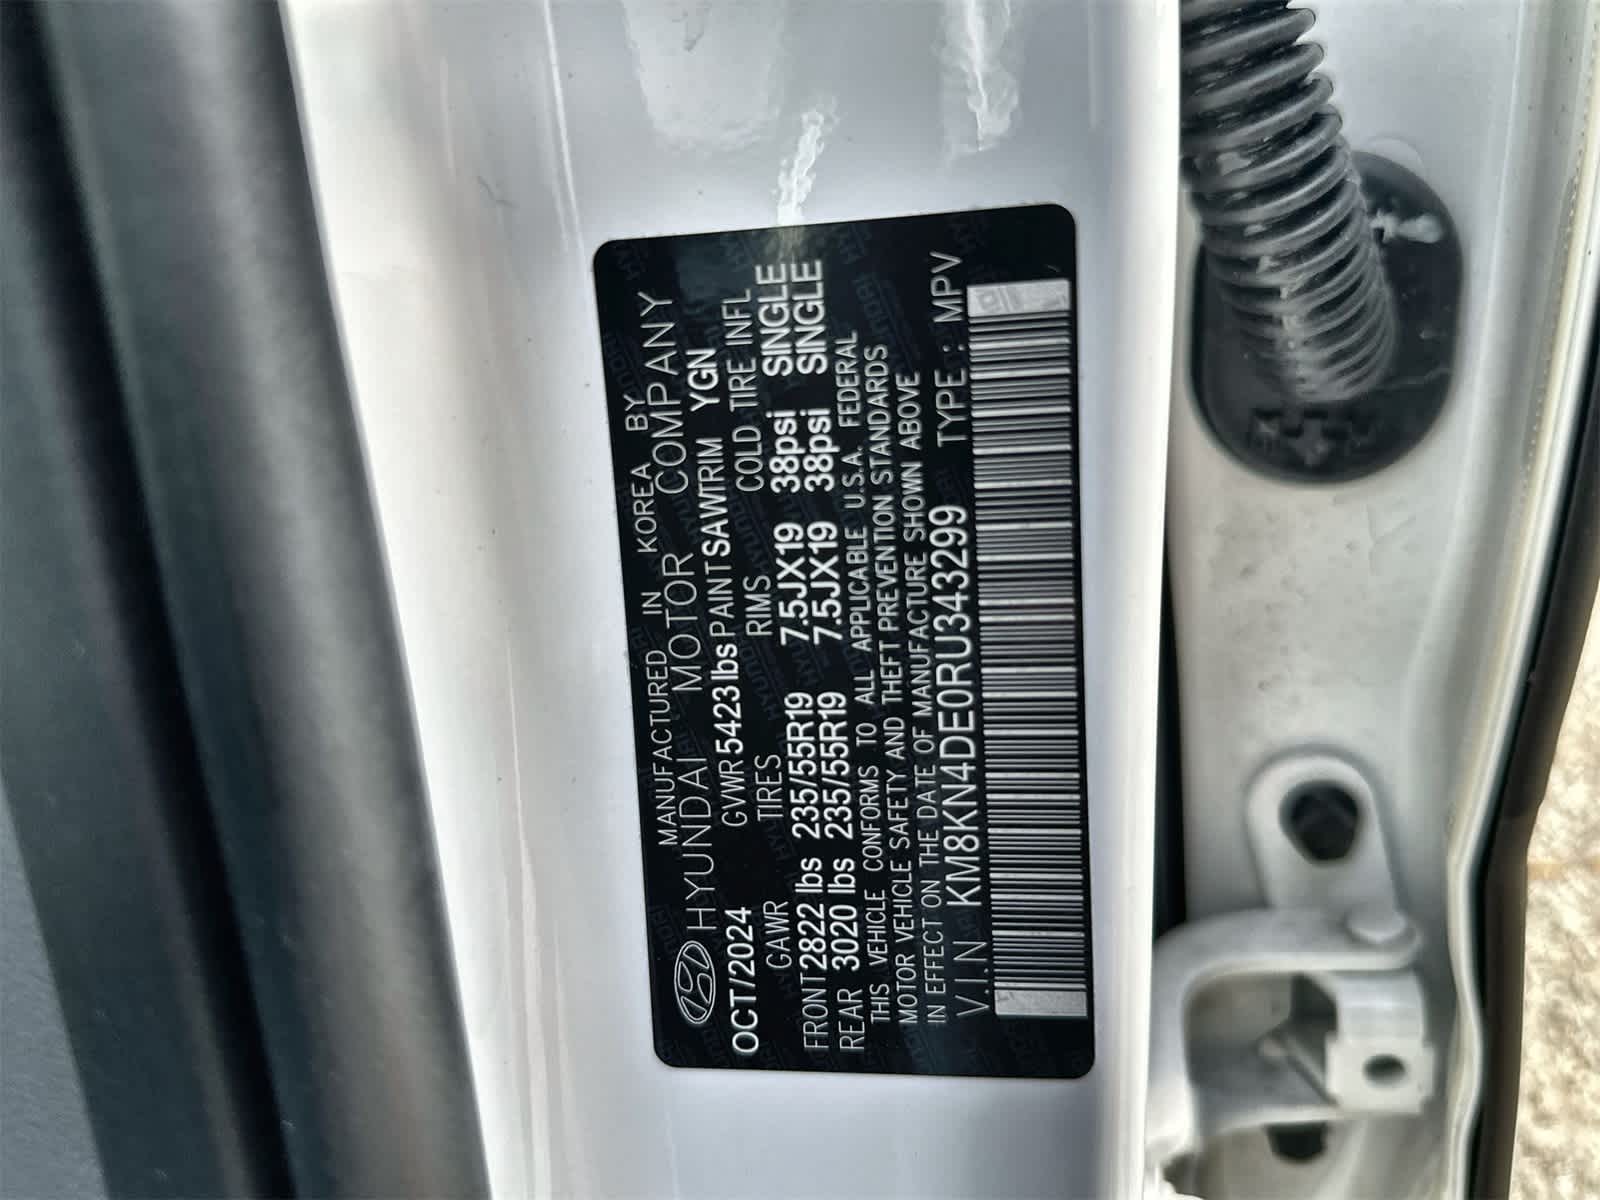 MANUFACTURED IN KOREA BY
HYUNDAI MOTOR COMPANY
OCT/2024 GVWR 5423 lbs PAINT SAW TRIM YGN
GAWR TIRES RIMS COLD TIRE INFL
FRONT 2822 lbs 235/55R19 7.5JX19 38psi SINGLE
REAR 3020 lbs 235/55R19 7.5JX19 38psi SINGLE
THIS VEHICLE CONFORMS TO ALL APPLICABLE U.S.A. FEDERAL
MOTOR VEHICLE SAFETY AND THEFT PREVENTION STANDARDS
IN EFFECT ON THE DATE OF MANUFACTURE SHOWN ABOVE
V.I.N KM8KN4DE0RU343299 TYPE : MPV